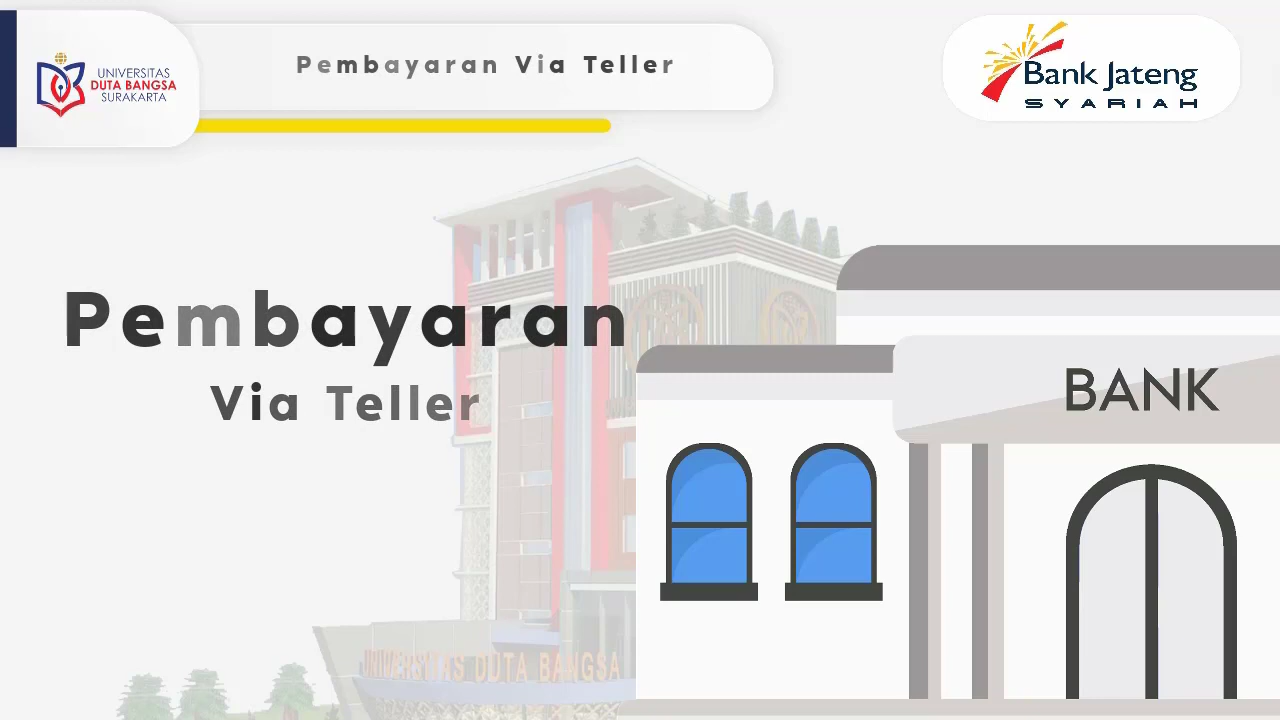 UNIVERSITAS
DUTA BANGSA
SURAKARTA
Pembayaran Via Teller
Bank Jateng
SYARIAH
Pembayaran
Via Teller
BANK
UNIVERSITAS DUTA BANGSA